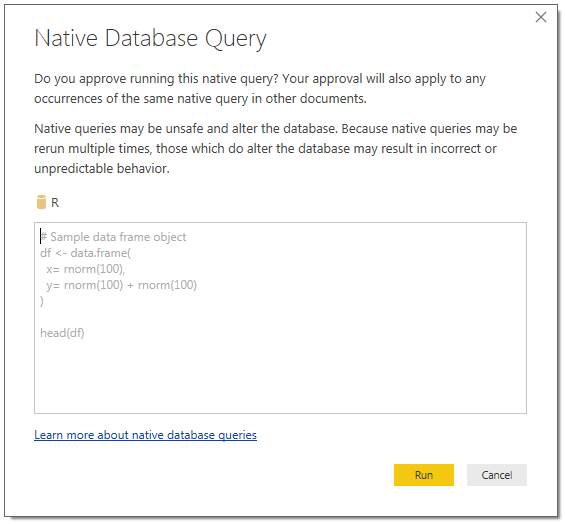 Native Database Query
Do you approve running this native query? Your approval will also apply to any
occurrences of the same native query in other documents.
Native queries may be unsafe and alter the database. Because native queries may be
rerun multiple times, those which do alter the database may result in incorrect or
unpredictable behavior.
R
# Sample data frame object
df <- data.frame(
  x= rnorm(100),
  y= rnorm(100) + rnorm(100)
)
head(df)
Learn more about native database queries
Run
Cancel